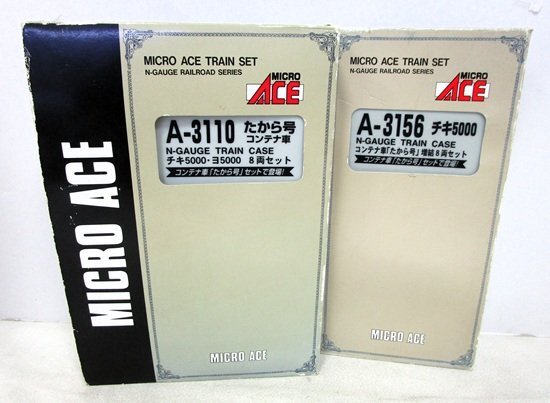 MICRO ACE
MICRO ACE TRAIN SET
N-GAUGE RAILROAD SERIES
MICRO
ACE
A-3110 たから号
コンテナ車
N-GAUGE TRAIN CASE
チキ5000・ヨ5000 8両セット
コンテナ車「たから号」セットで登場!
MICRO ACE
MICRO ACE TRAIN SET
N-GAUGE RAILROAD SERIES
MICRO
ACE
A-3156 チキ5000
N-GAUGE TRAIN CASE
コンテナ車「たから号」増結8両セット
コンテナ車「たから号」セットで登場!
MICRO ACE